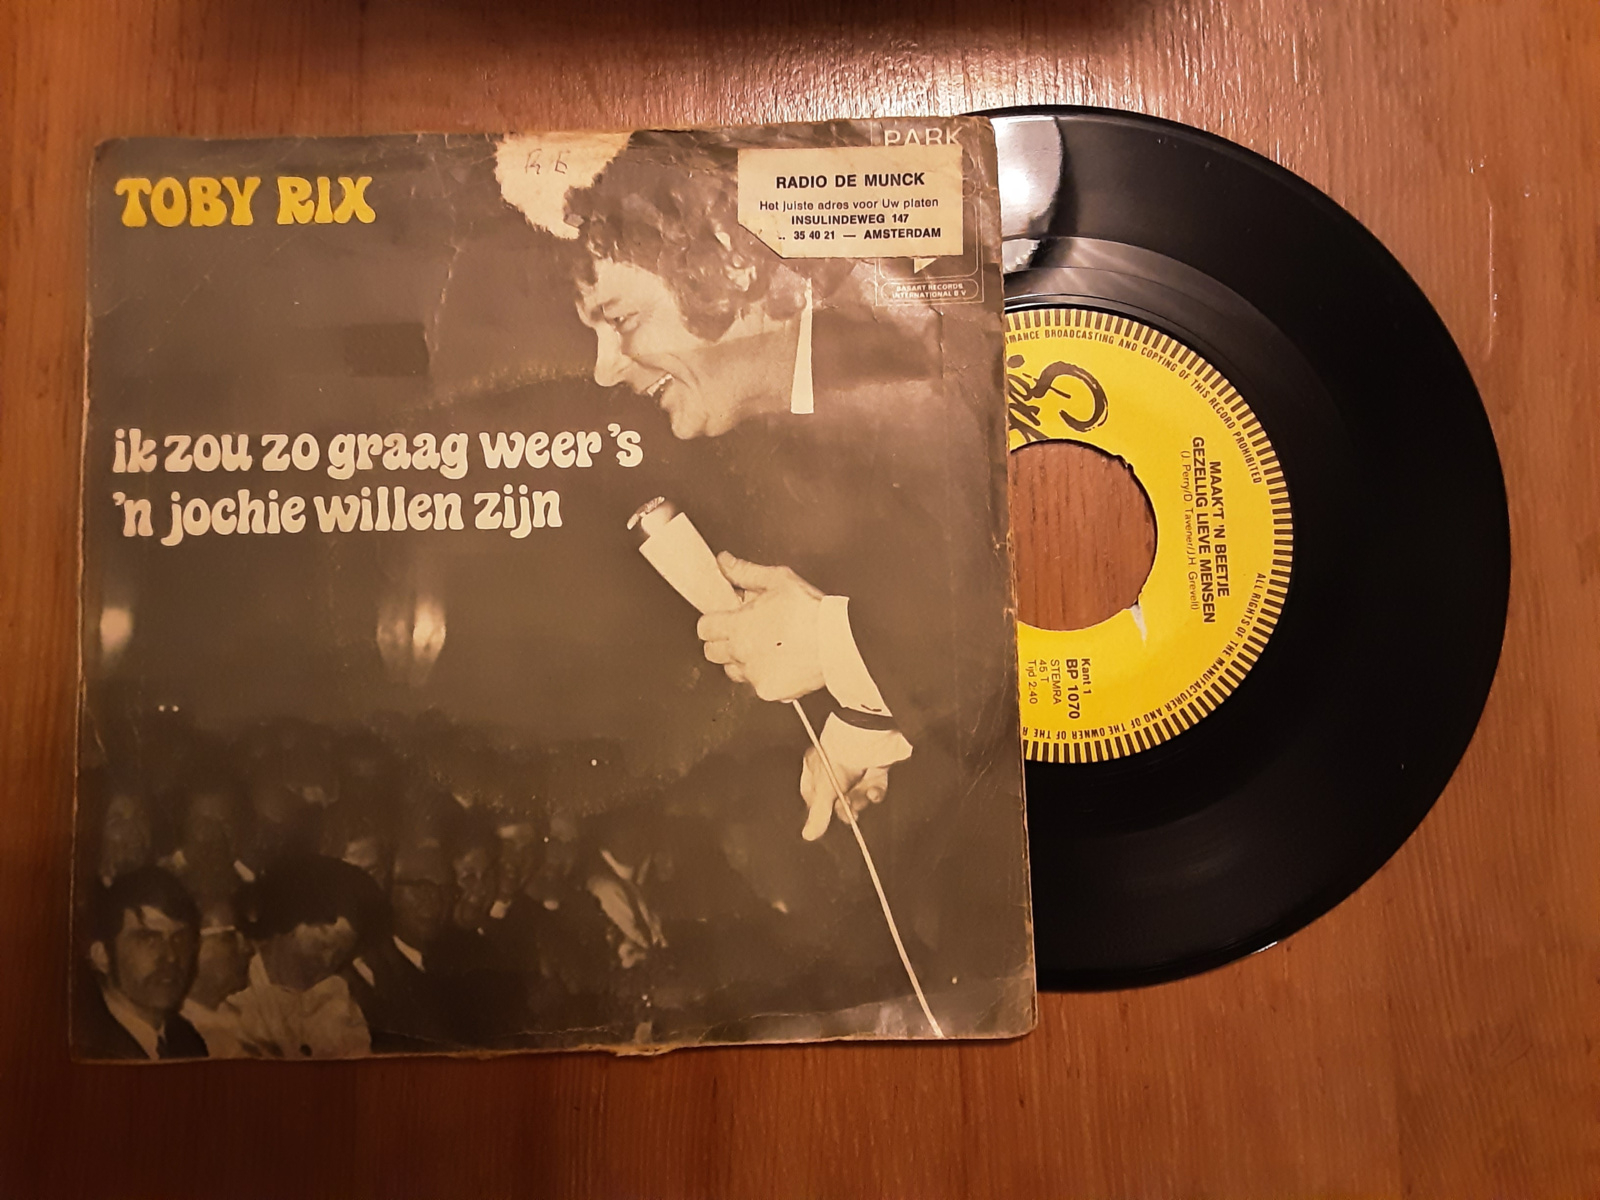 TOBY RIX
PARK
RADIO DE MUNCK
Het juiste adres voor Uw platen
INSULINDEWEG 147
35 40 21 — AMSTERDAM
BASART RECORDS
INTERNATIONAL B V
ik zou zo graag weer 's
'n jochie willen zijn
BROADCASTING AND COPYING OF THIS RECORD PROHIBITED
MAAK'T 'N BEETJE
GEZELLIG LIEVE MENSEN
(J. Perry/D. Tavener/J.H. Grevelt)
Kant 1
BP 1070
STEMRA
45 T
Tijd 2:40
ALL RIGHTS OF THE MANUFACTURER AND OF THE OWNER OF THE